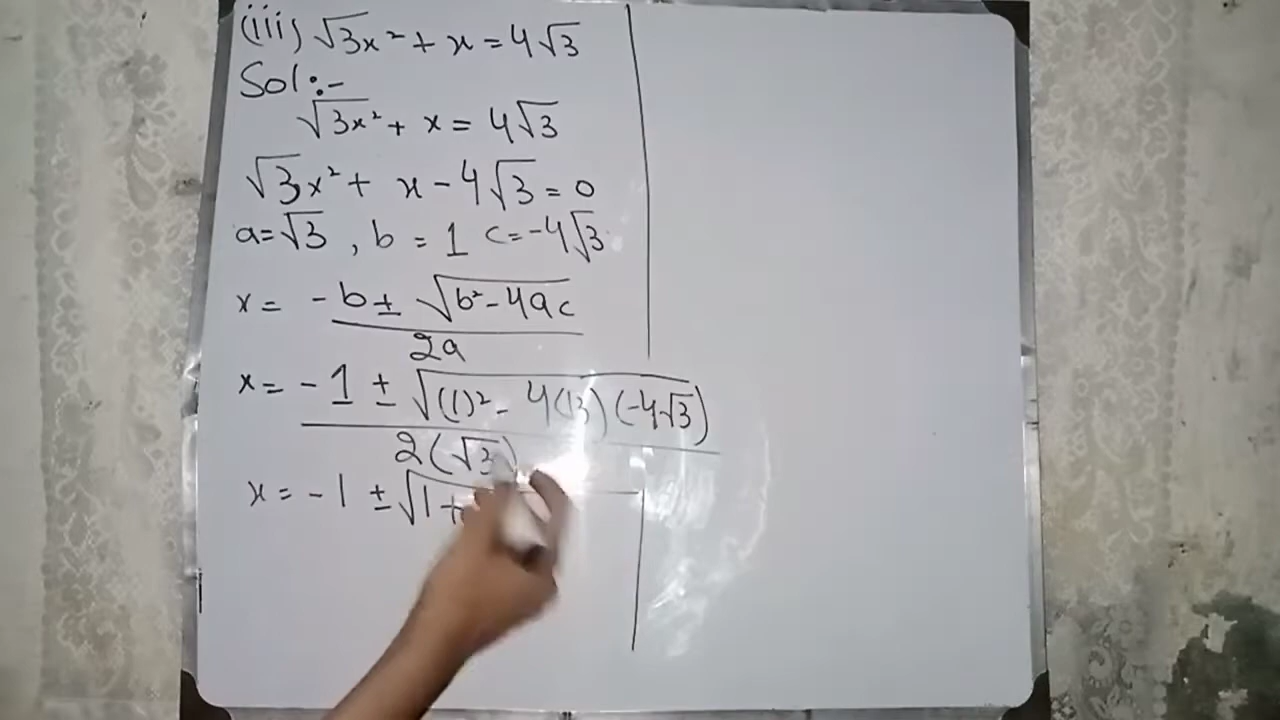 (iii) √3x² + x = 4√3
Sol:-
√3x² + x = 4√3
√3x² + x - 4√3 = 0
a=√3 , b = 1 c=-4√3
x = -b ± √b²-4ac
2a
x = -1 ± √(1)² - 4(√3)(-4√3)
2(√3)
x = -1 ± √1+